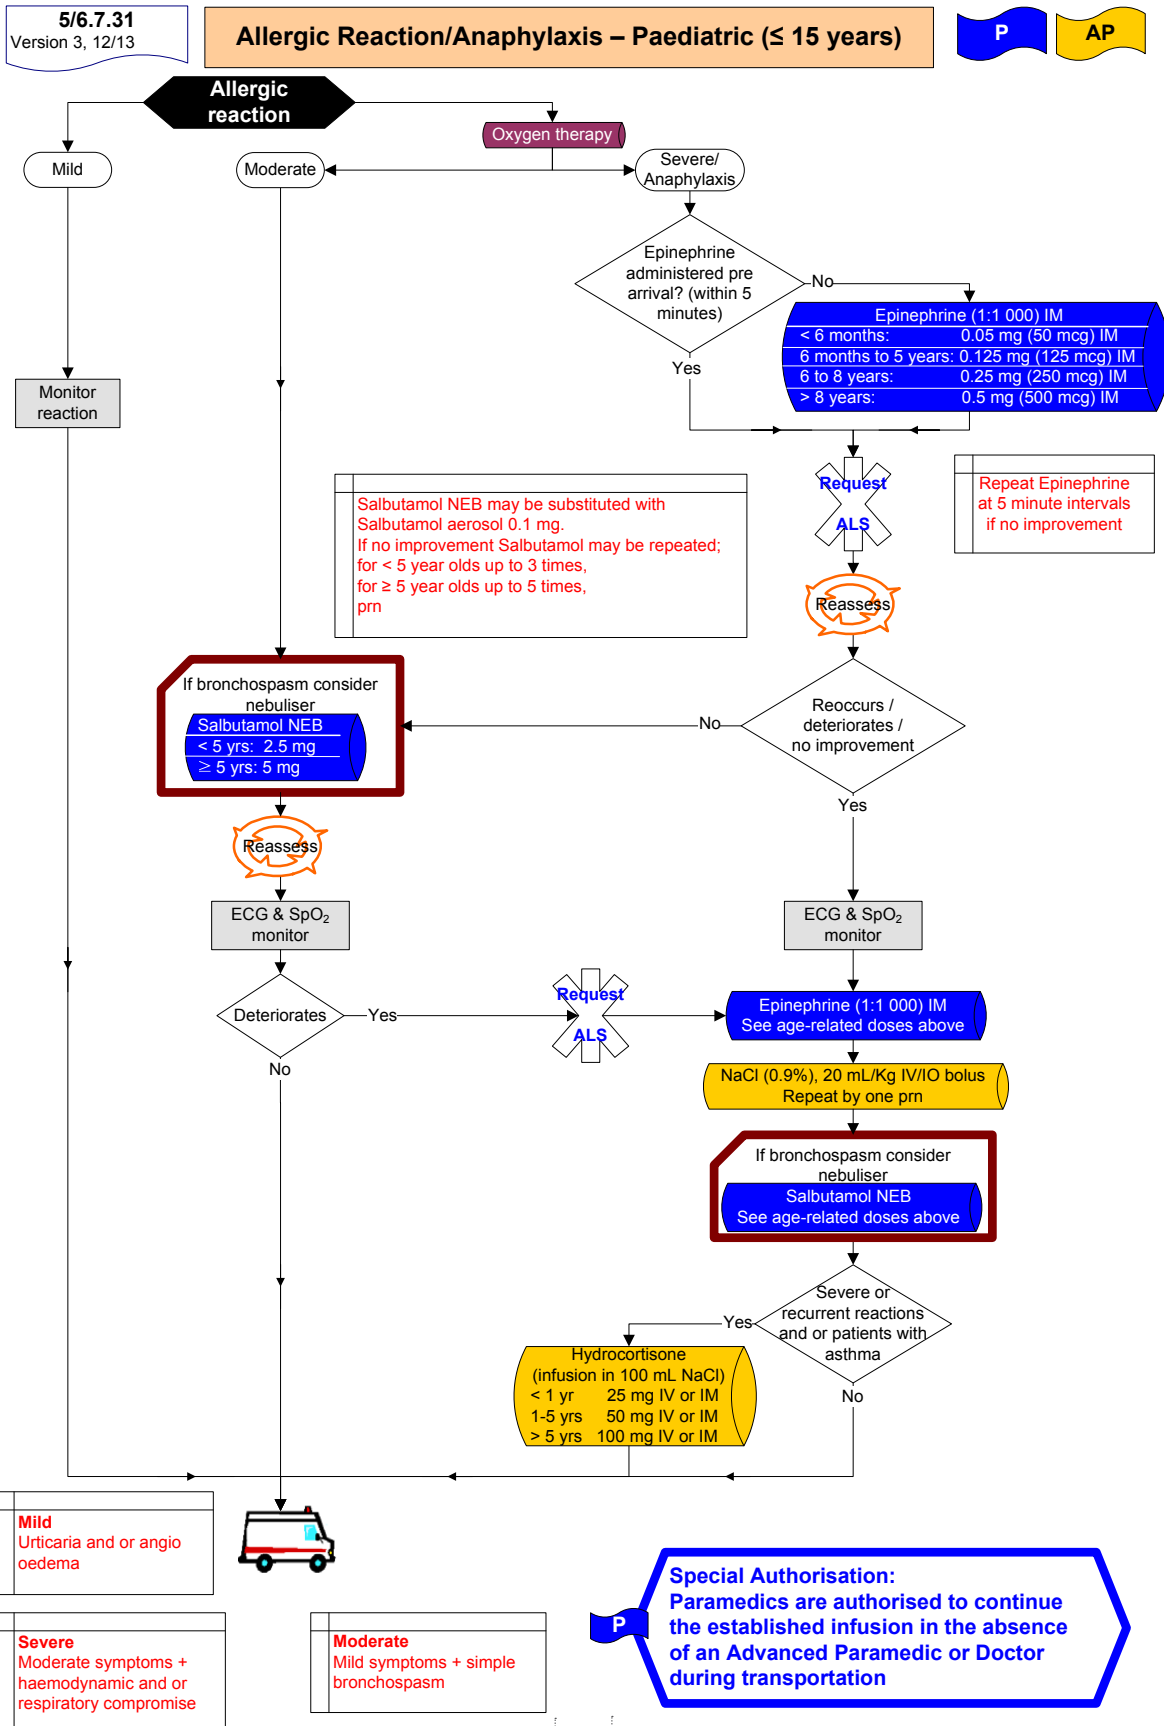 5/6.7.31
Version 3, 12/13
Allergic Reaction/Anaphylaxis – Paediatric (≤ 15 years)
P
AP
Allergic
reaction
Oxygen therapy
Mild
Moderate
Severe/
Anaphylaxis
Epinephrine
administered pre
arrival? (within 5
minutes)
No
Yes
Epinephrine (1:1 000) IM
< 6 months: 0.05 mg (50 mcg) IM
6 months to 5 years: 0.125 mg (125 mcg) IM
6 to 8 years: 0.25 mg (250 mcg) IM
> 8 years: 0.5 mg (500 mcg) IM
Monitor
reaction
Request
ALS
Repeat Epinephrine
at 5 minute intervals
if no improvement
Salbutamol NEB may be substituted with
Salbutamol aerosol 0.1 mg.
If no improvement Salbutamol may be repeated;
for < 5 year olds up to 3 times,
for ≥ 5 year olds up to 5 times,
prn
Reassess
If bronchospasm consider
nebuliser
Salbutamol NEB
< 5 yrs: 2.5 mg
≥ 5 yrs: 5 mg
No
Reoccurs /
deteriorates /
no improvement
Yes
Reassess
ECG & SpO2
monitor
ECG & SpO2
monitor
Deteriorates
Yes
Request
ALS
Epinephrine (1:1 000) IM
See age-related doses above
No
NaCl (0.9%), 20 mL/Kg IV/IO bolus
Repeat by one prn
If bronchospasm consider
nebuliser
Salbutamol NEB
See age-related doses above
Severe or
recurrent reactions
and or patients with
asthma
Yes
No
Hydrocortisone
(infusion in 100 mL NaCl)
< 1 yr 25 mg IV or IM
1-5 yrs 50 mg IV or IM
> 5 yrs 100 mg IV or IM
Mild
Urticaria and or angio
oedema
Severe
Moderate symptoms +
haemodynamic and or
respiratory compromise
Moderate
Mild symptoms + simple
bronchospasm
P
Special Authorisation:
Paramedics are authorised to continue
the established infusion in the absence
of an Advanced Paramedic or Doctor
during transportation